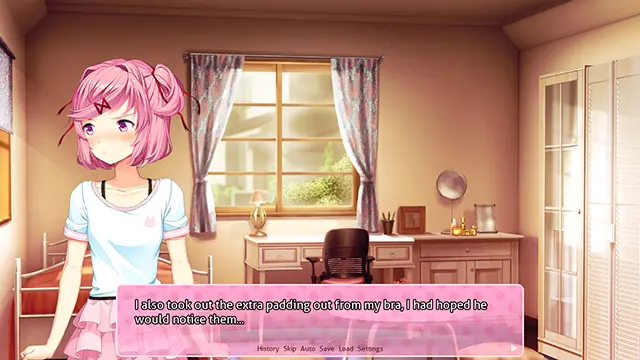 I also took out the extra padding out from my bra, I had hoped he
would notice them...
History Skip Auto Save Load Settings